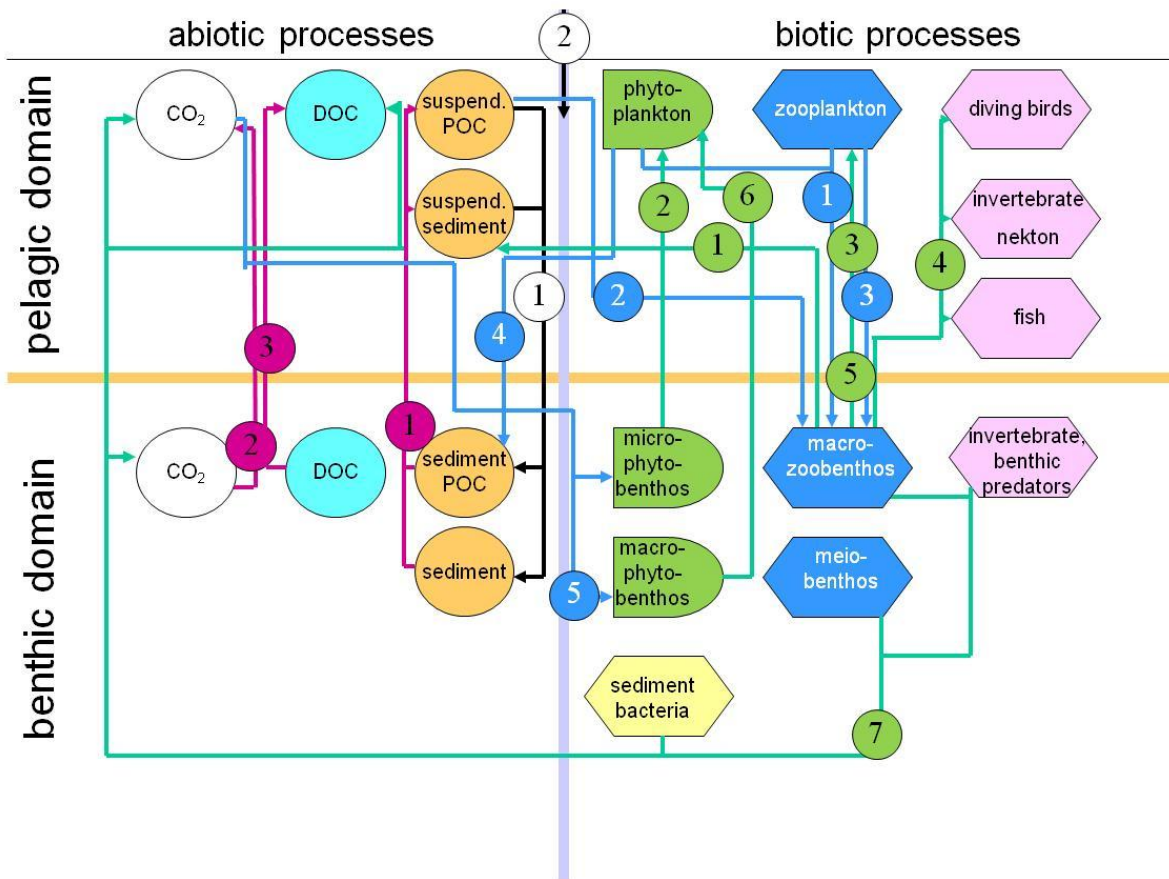 abiotic processes
2
biotic processes
pelagic domain
CO₂
DOC
suspend.
POC
phyto-
plankton
zooplankton
diving birds
suspend.
sediment
2
6
1
invertebrate
nekton
1
3
4
1
2
3
fish
4
3
5
benthic domain
2
1
CO₂
DOC
sediment
POC
micro-
phyto-
benthos
macro-
zoobenthos
invertebrate,
benthic
predators
sediment
5
macro-
phyto-
benthos
meio-
benthos
sediment
bacteria
7